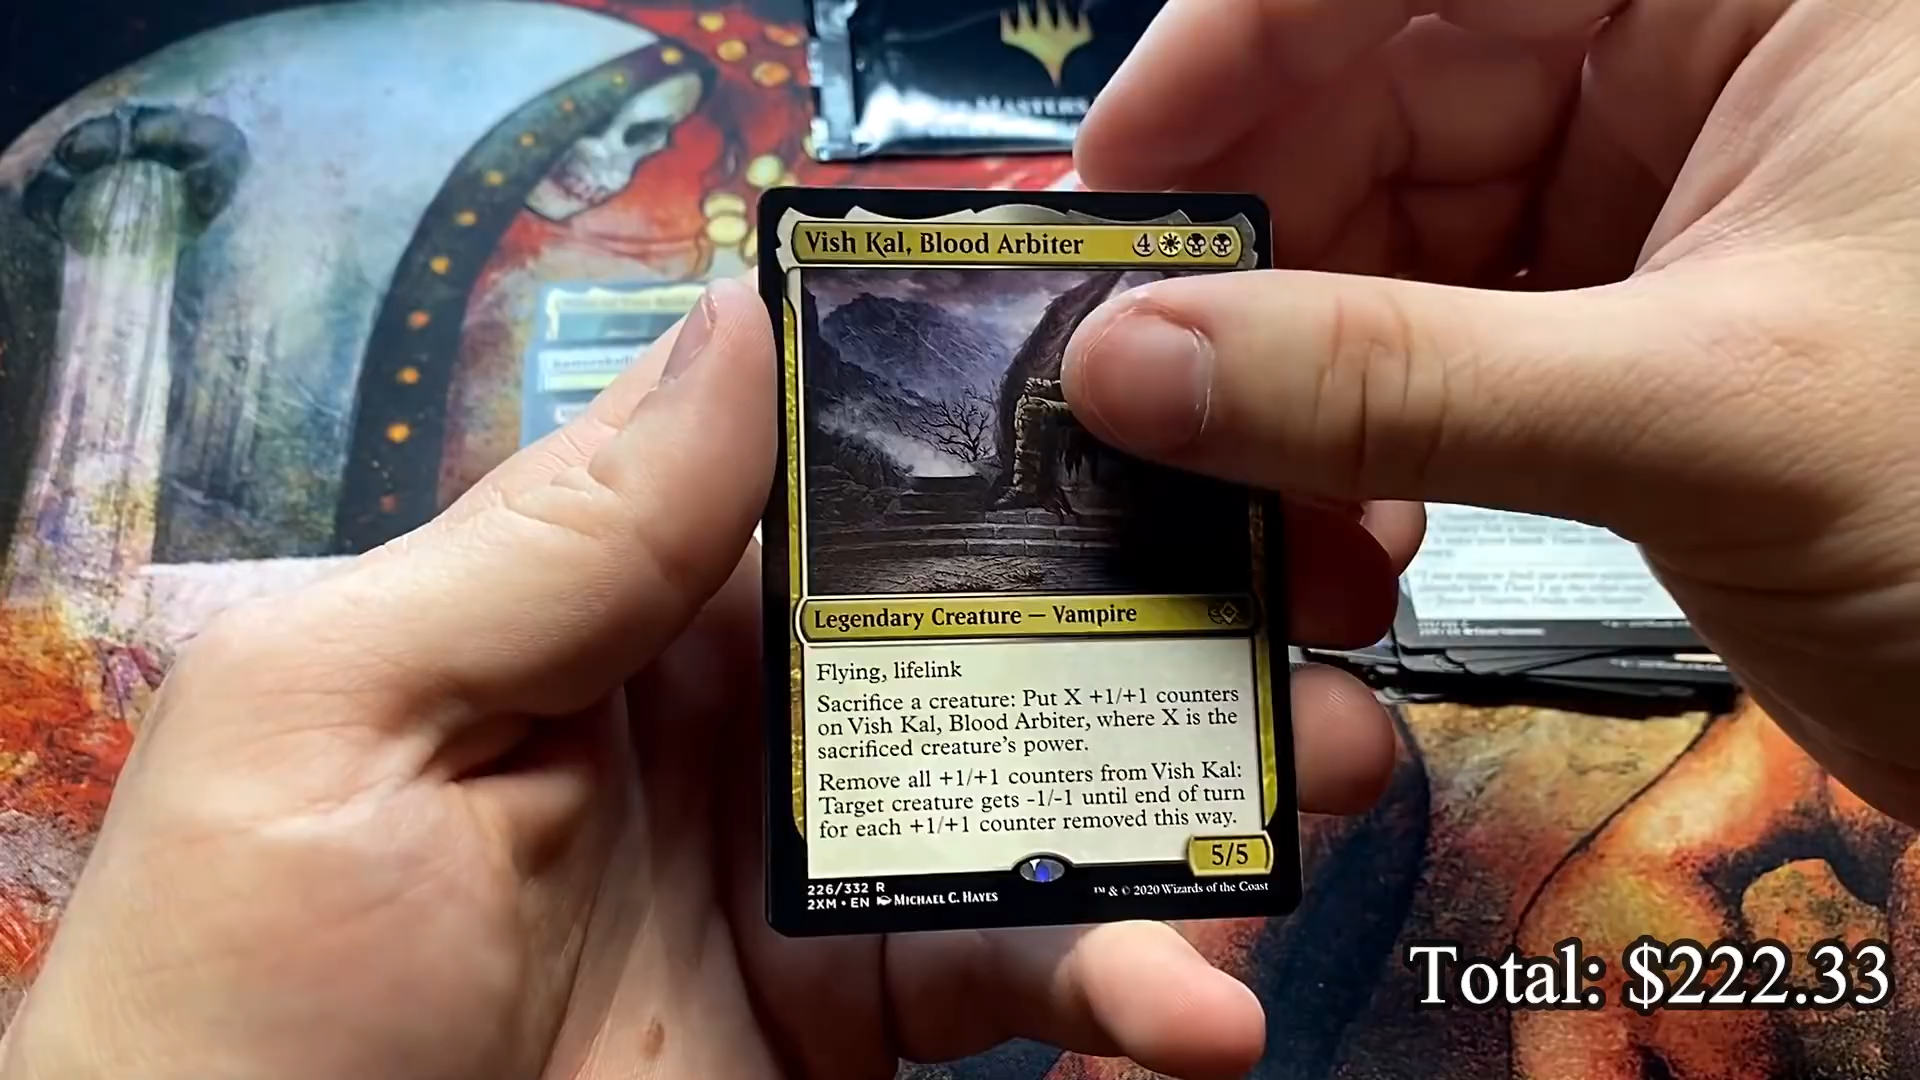 MASTERS
Vish Kal, Blood Arbiter 4
Legendary Creature — Vampire
Flying, lifelink
Sacrifice a creature: Put X +1/+1 counters
on Vish Kal, Blood Arbiter, where X is the
sacrificed creature's power.
Remove all +1/+1 counters from Vish Kal:
Target creature gets -1/-1 until end of turn
for each +1/+1 counter removed this way.
5/5
226/332 R
2XM • EN MICHAEL C. HAYES
™ & © 2020 Wizards of the Coast
Total: $222.33